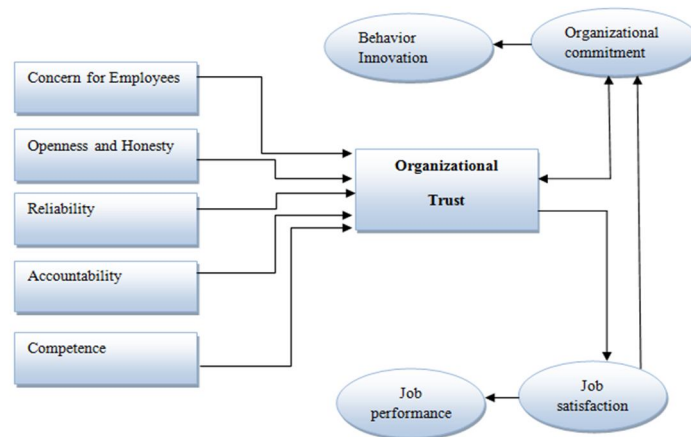 Behavior
Innovation
Organizational
commitment
Concern for Employees
Openness and Honesty
Reliability
Accountability
Competence
Organizational
Trust
Job
performance
Job
satisfaction